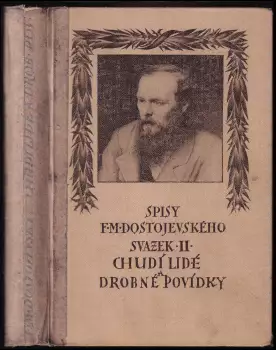 SPISY
F·M·DOSTOJEVSKÉHO
SVAZEK·II·
CHUDÍ LIDÉ
A
DROBNÉ POVÍDKY